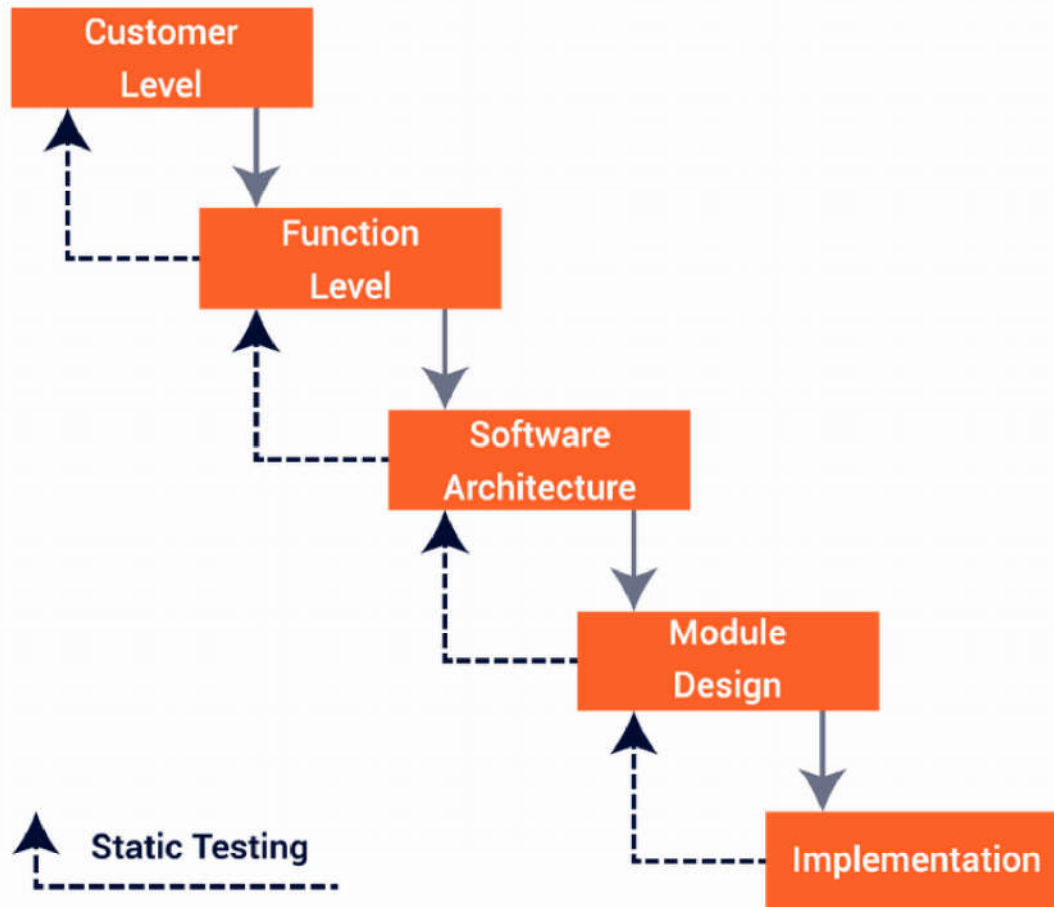 Customer
Level
Function
Level
Software
Architecture
Module
Design
Static Testing
Implementation